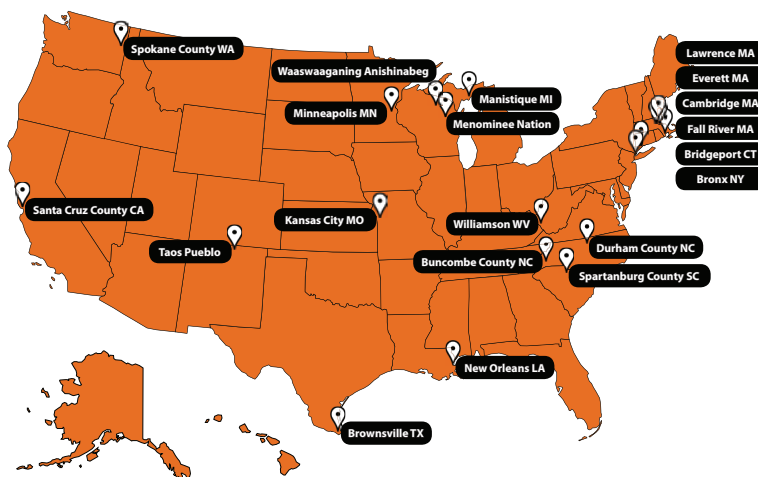 Spokane County WA
Lawrence MA
Waaswaaganing Anishinabeg
Everett MA
Manistique MI
Cambridge MA
Minneapolis MN
Menominee Nation
Fall River MA
Bridgeport CT
Bronx NY
Santa Cruz County CA
Kansas City MO
Williamson WV
Taos Pueblo
Durham County NC
Buncombe County NC
Spartanburg County SC
New Orleans LA
Brownsville TX